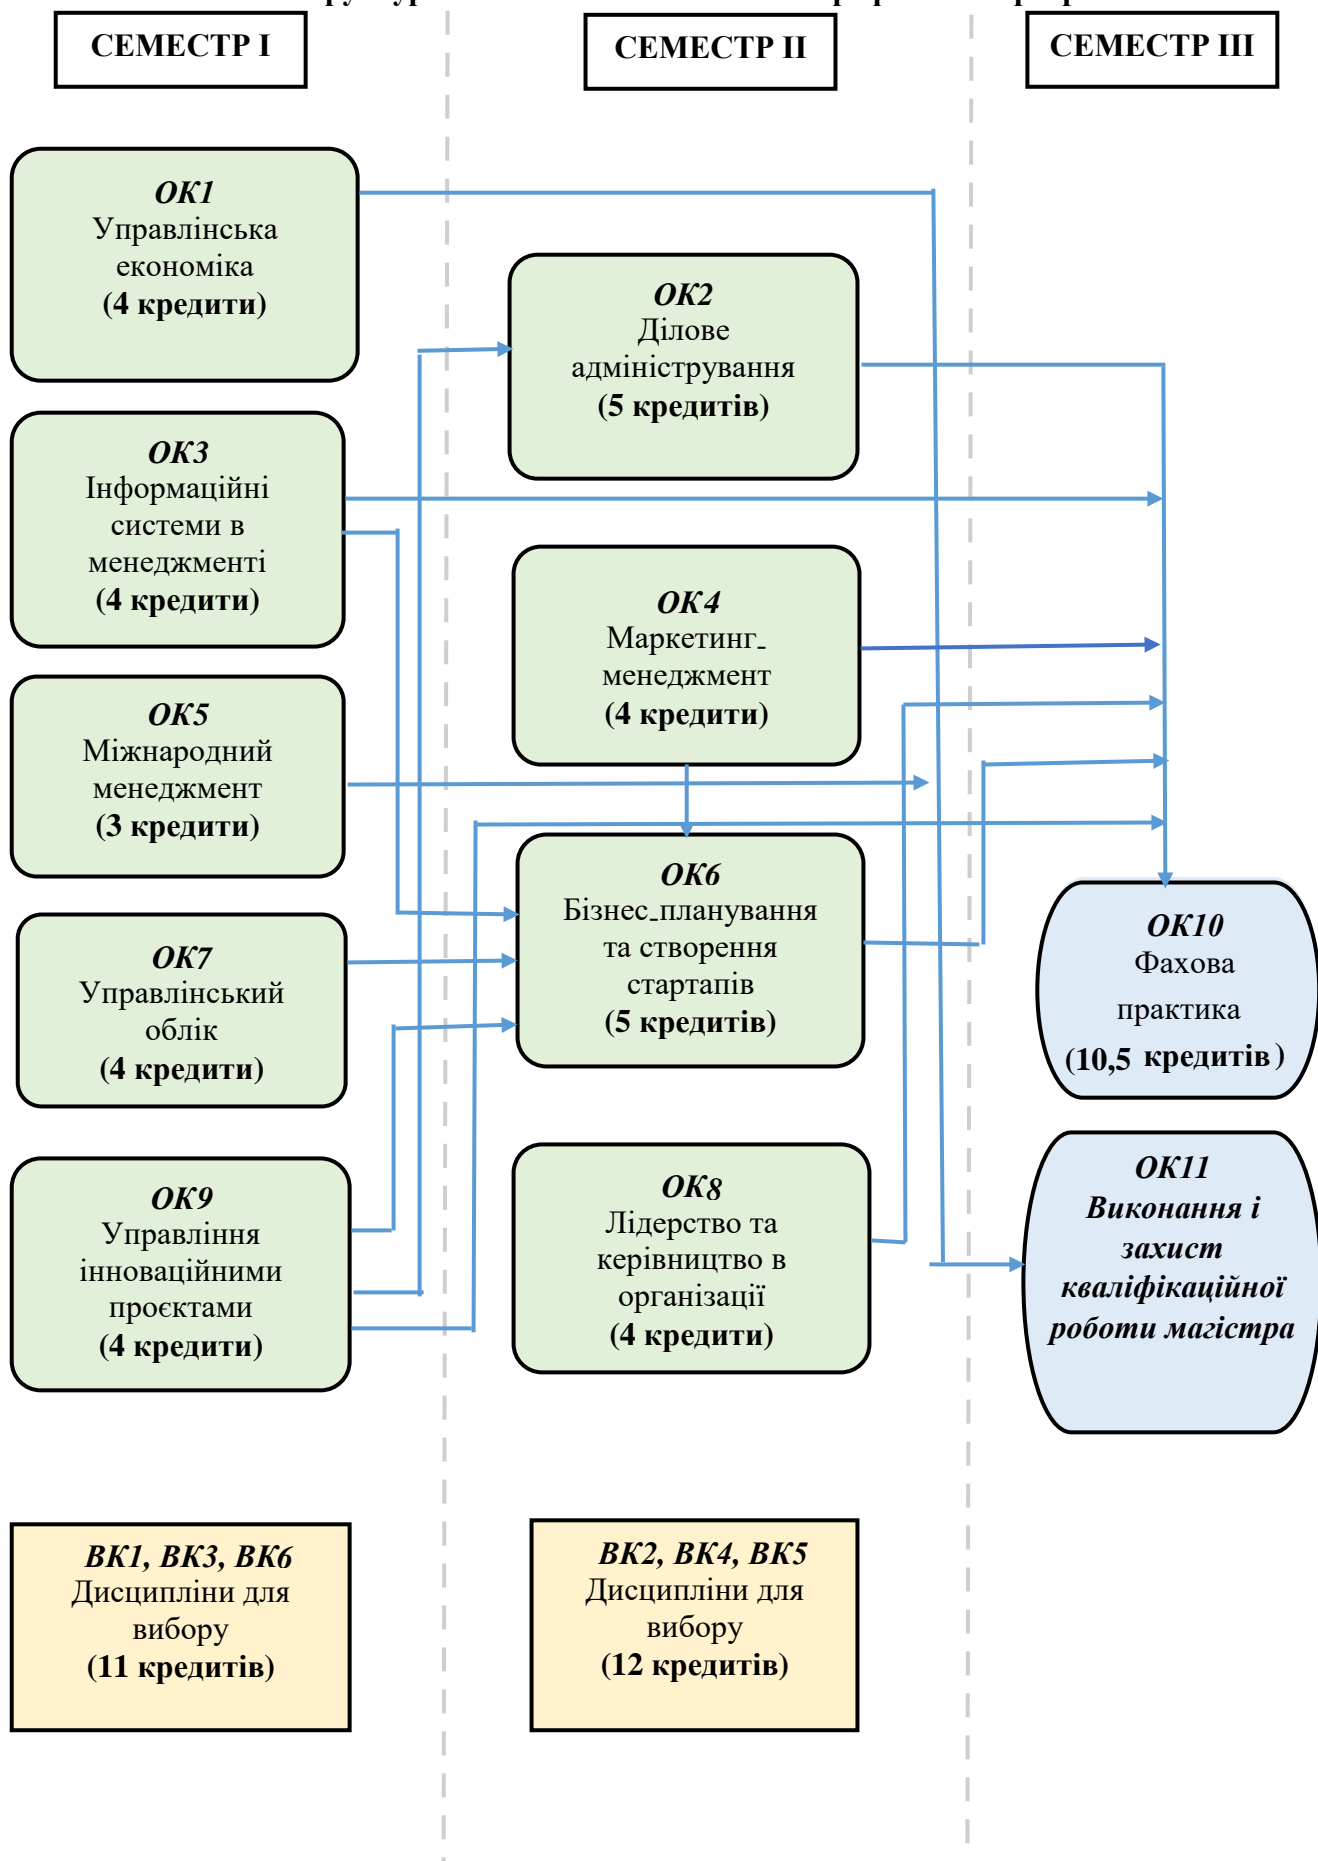 СЕМЕСТР І
СЕМЕСТР ІІ
СЕМЕСТР ІІІ
ОК1
Управлінська
економіка
(4 кредити)
ОК3
Інформаційні
системи в
менеджменті
(4 кредити)
ОК5
Міжнародний
менеджмент
(3 кредити)
ОК7
Управлінський
облік
(4 кредити)
ОК9
Управління
інноваційними
проєктами
(4 кредити)
ВК1, ВК3, ВК6
Дисципліни для
вибору
(11 кредитів)
ОК2
Ділове
адміністрування
(5 кредитів)
ОК4
Маркетинг-
менеджмент
(4 кредити)
ОК6
Бізнес-планування
та створення
стартапів
(5 кредитів)
ОК8
Лідерство та
керівництво в
організації
(4 кредити)
ВК2, ВК4, ВК5
Дисципліни для
вибору
(12 кредитів)
ОК10
Фахова
практика
(10,5 кредитів)
ОК11
Виконання і
захист
кваліфікаційної
роботи магістра